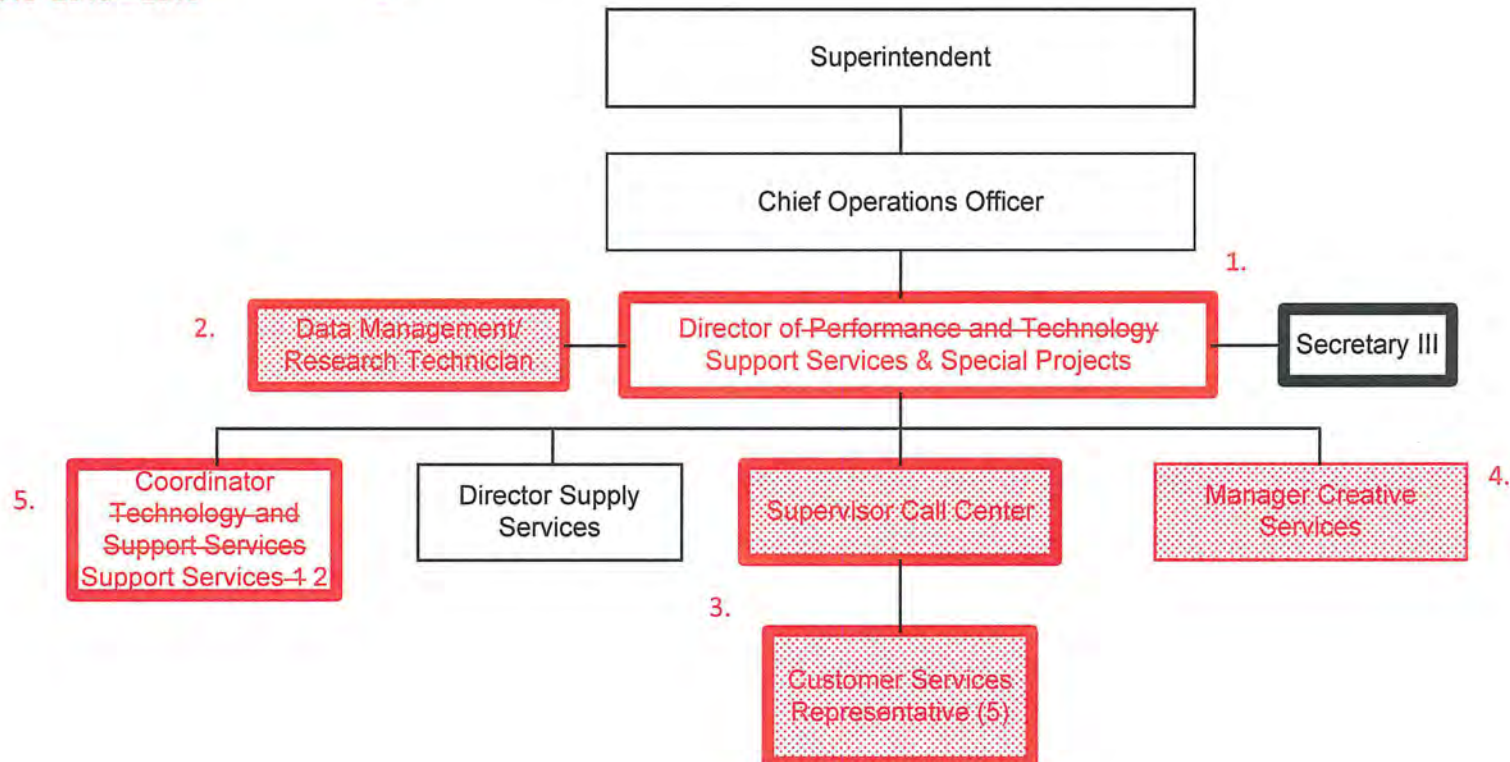 Superintendent
Chief Operations Officer
1.
2.
Data Management/
Research Technician
Director of Performance and Technology
Support Services & Special Projects
Secretary III
5.
Coordinator
Technology and
Support Services
Support Services 1 2
Director Supply
Services
Supervisor Call Center
Manager Creative
Services
4.
3.
Customer Services
Representative (5)